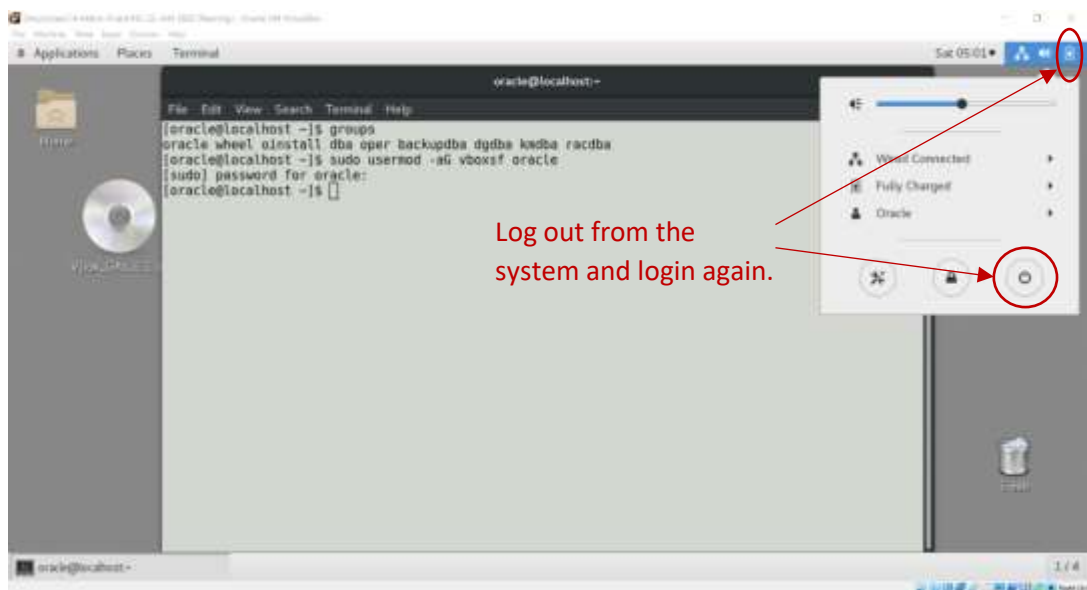 Applications Places Terminal Sat 05:01
oracle@localhost:~
File Edit View Search Terminal Help
[oracle@localhost ~]$ groups
oracle wheel oinstall dba oper backupdba dgdba kmdba racdba
[oracle@localhost ~]$ sudo usermod -aG vboxsf oracle
[sudo] password for oracle:
[oracle@localhost ~]$
Wired Connected
Fully Charged
Oracle
Log out from the
system and login again.
Home
Trash
oracle@localhost:~
1 / 4